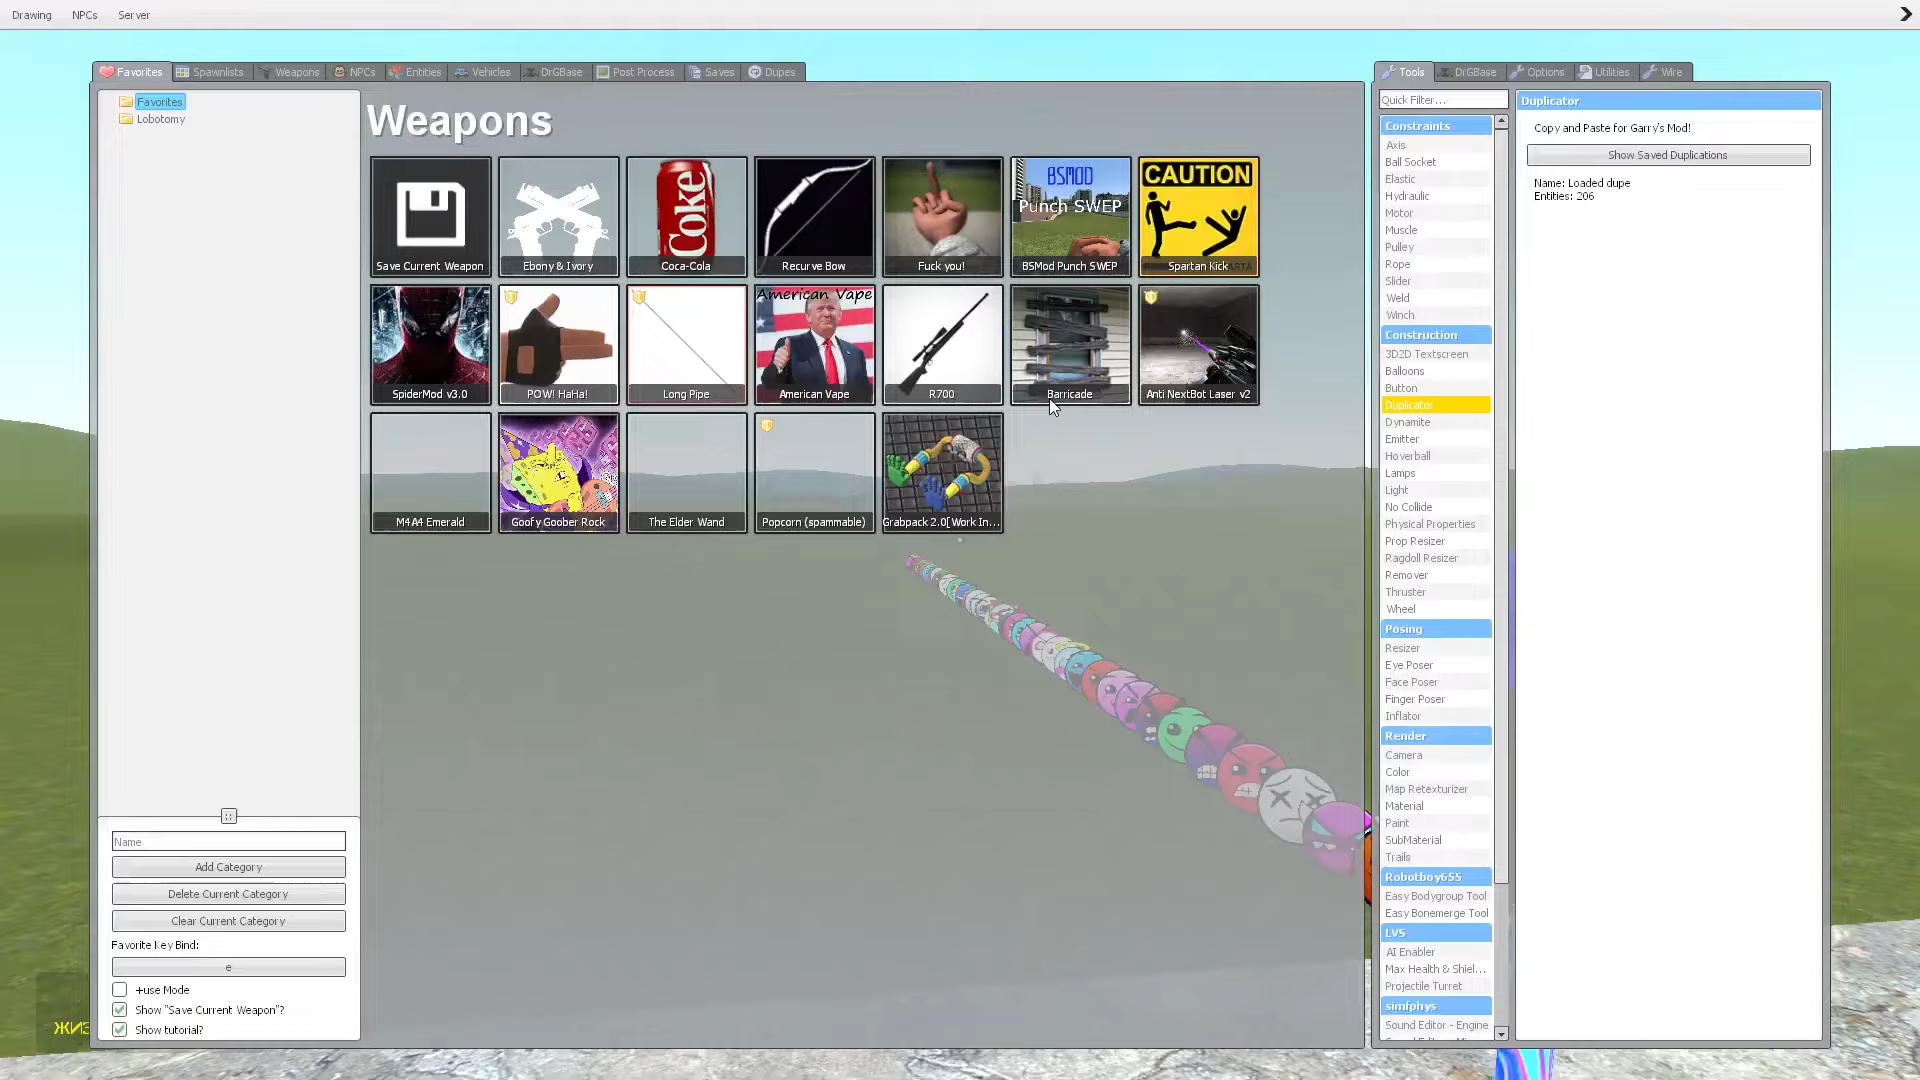 Drawing NPCs Server
Favorites Spawnlists Weapons NPCs Entities Vehicles DrGBase Post Process Saves Dupes
Favorites
Lobotomy
Weapons
Save Current Weapon
Ebony & Ivory
Coke
Coca-Cola
Recurve Bow
Fuck you!
BSMOD
Punch SWEP
BSMod Punch SWEP
CAUTION
Spartan Kick
SpiderMod v3.0
POW! HaHa!
Long Pipe
American Vape
American Vape
R700
Barricade
Anti NextBot Laser v2
M4A4 Emerald
Goofy Goober Rock
The Elder Wand
Popcorn (spammable)
Grabpack 2.0[Work In...
Name
Add Category
Delete Current Category
Clear Current Category
Favorite Key Bind:
e
+use Mode
Show "Save Current Weapon"?
Show tutorial?
ЖИЗ
Tools DrGBase Options Utilities Wire
Quick Filter...
Constraints
Axis
Ball Socket
Elastic
Hydraulic
Motor
Muscle
Pulley
Rope
Slider
Weld
Winch
Construction
3D2D Textscreen
Balloons
Button
Duplicator
Dynamite
Emitter
Hoverball
Lamps
Light
No Collide
Physical Properties
Prop Resizer
Ragdoll Resizer
Remover
Thruster
Wheel
Posing
Resizer
Eye Poser
Face Poser
Finger Poser
Inflator
Render
Camera
Color
Map Retexturizer
Material
Paint
SubMaterial
Trails
Robotboy655
Easy Bodygroup Tool
Easy Bonemerge Tool
LVS
AI Enabler
Max Health & Shiel...
Projectile Turret
simfphys
Sound Editor - Engine
Duplicator
Copy and Paste for Garry's Mod!
Show Saved Duplications
Name: Loaded dupe
Entities: 206